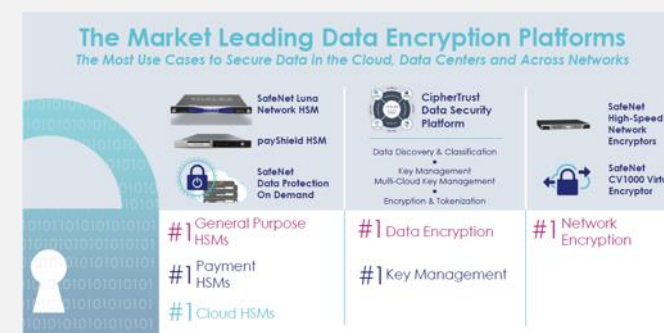 The Market Leading Data Encryption Platforms
The Most Use Cases to Secure Data in the Cloud, Data Centers and Across Networks
SafeNet Luna
Network HSM
payShield HSM
SafeNet
Data Protection
On Demand
#1 General Purpose
HSMs
#1 Payment
HSMs
#1 Cloud HSMs
CipherTrust
Data Security
Platform
Data Discovery & Classification
•
Key Management
Multi-Cloud Key Management
•
Encryption & Tokenization
#1 Data Encryption
#1 Key Management
SafeNet
High-Speed
Network
Encryptors
SafeNet
CV1000 Virtu
Encryptor
#1 Network
Encryption